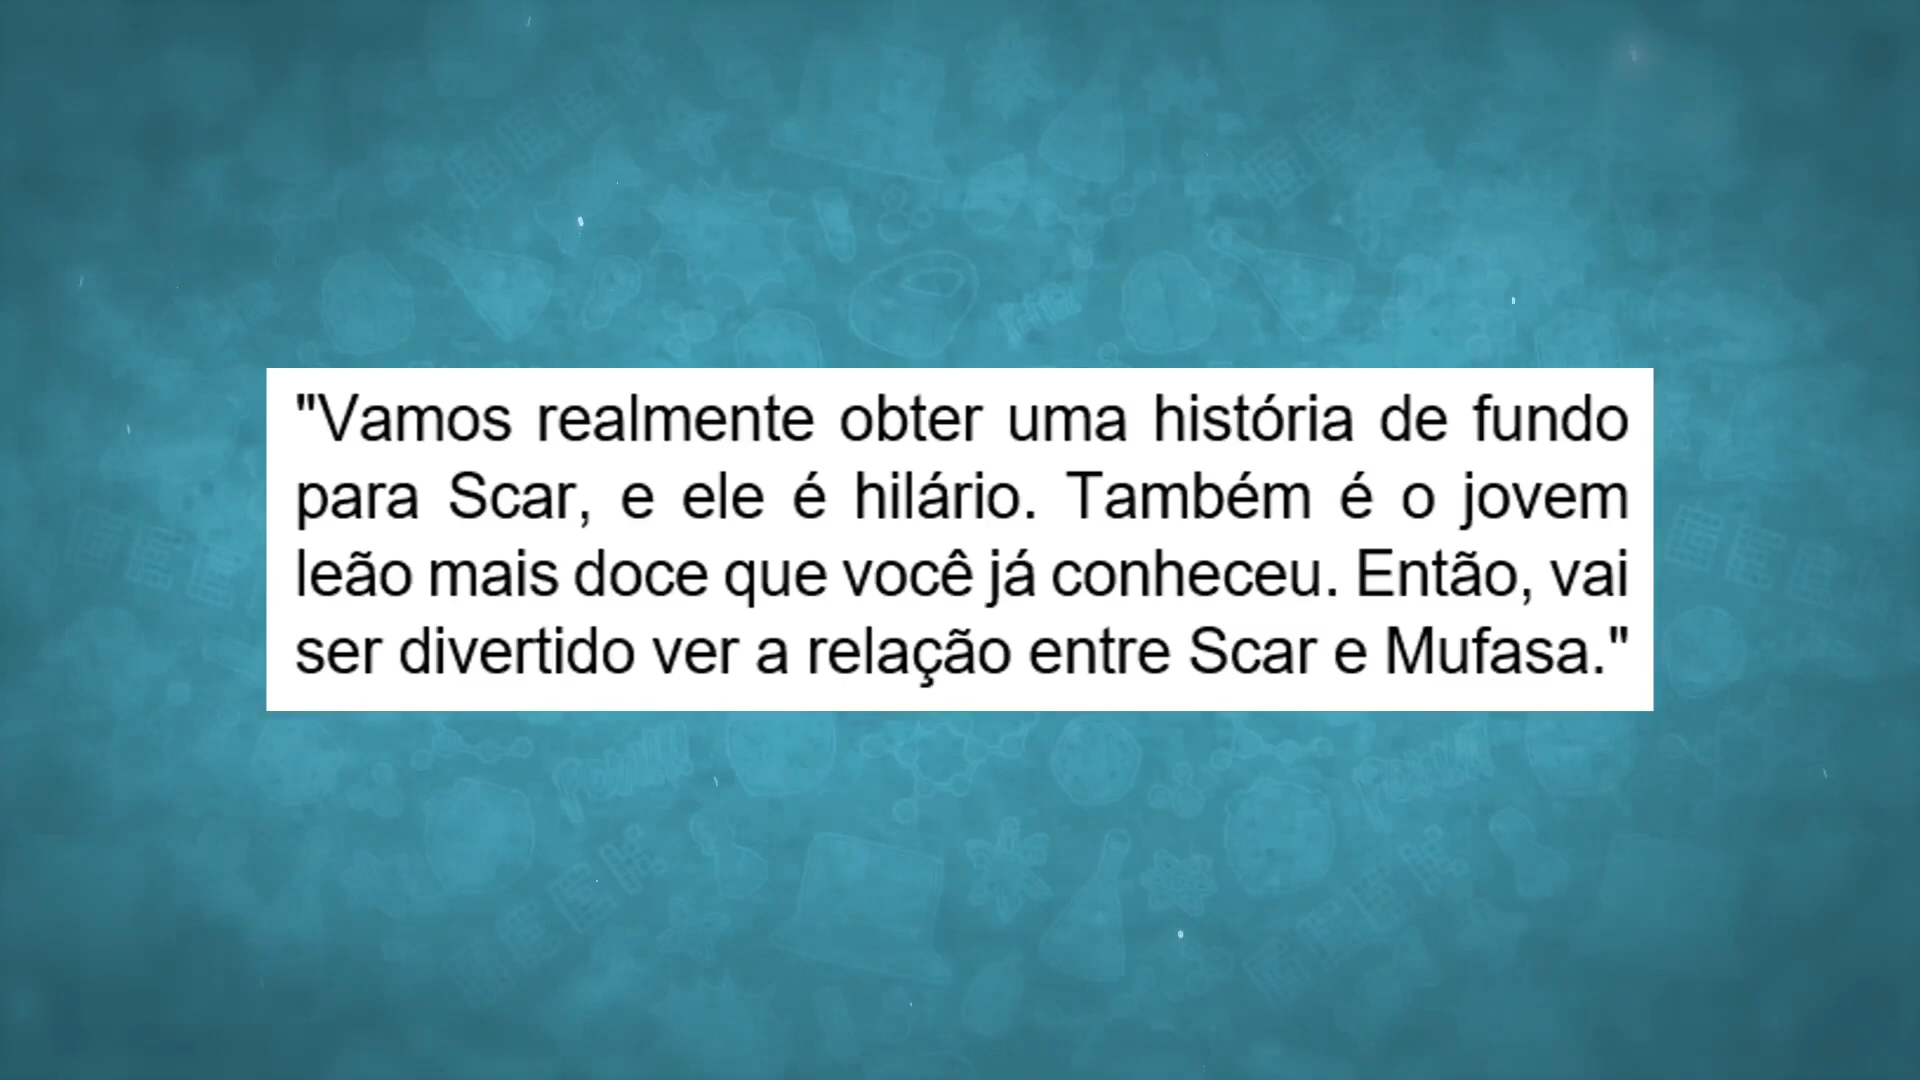 "Vamos realmente obter uma história de fundo
para Scar, e ele é hilário. Também é o jovem
leão mais doce que você já conheceu. Então, vai
ser divertido ver a relação entre Scar e Mufasa."